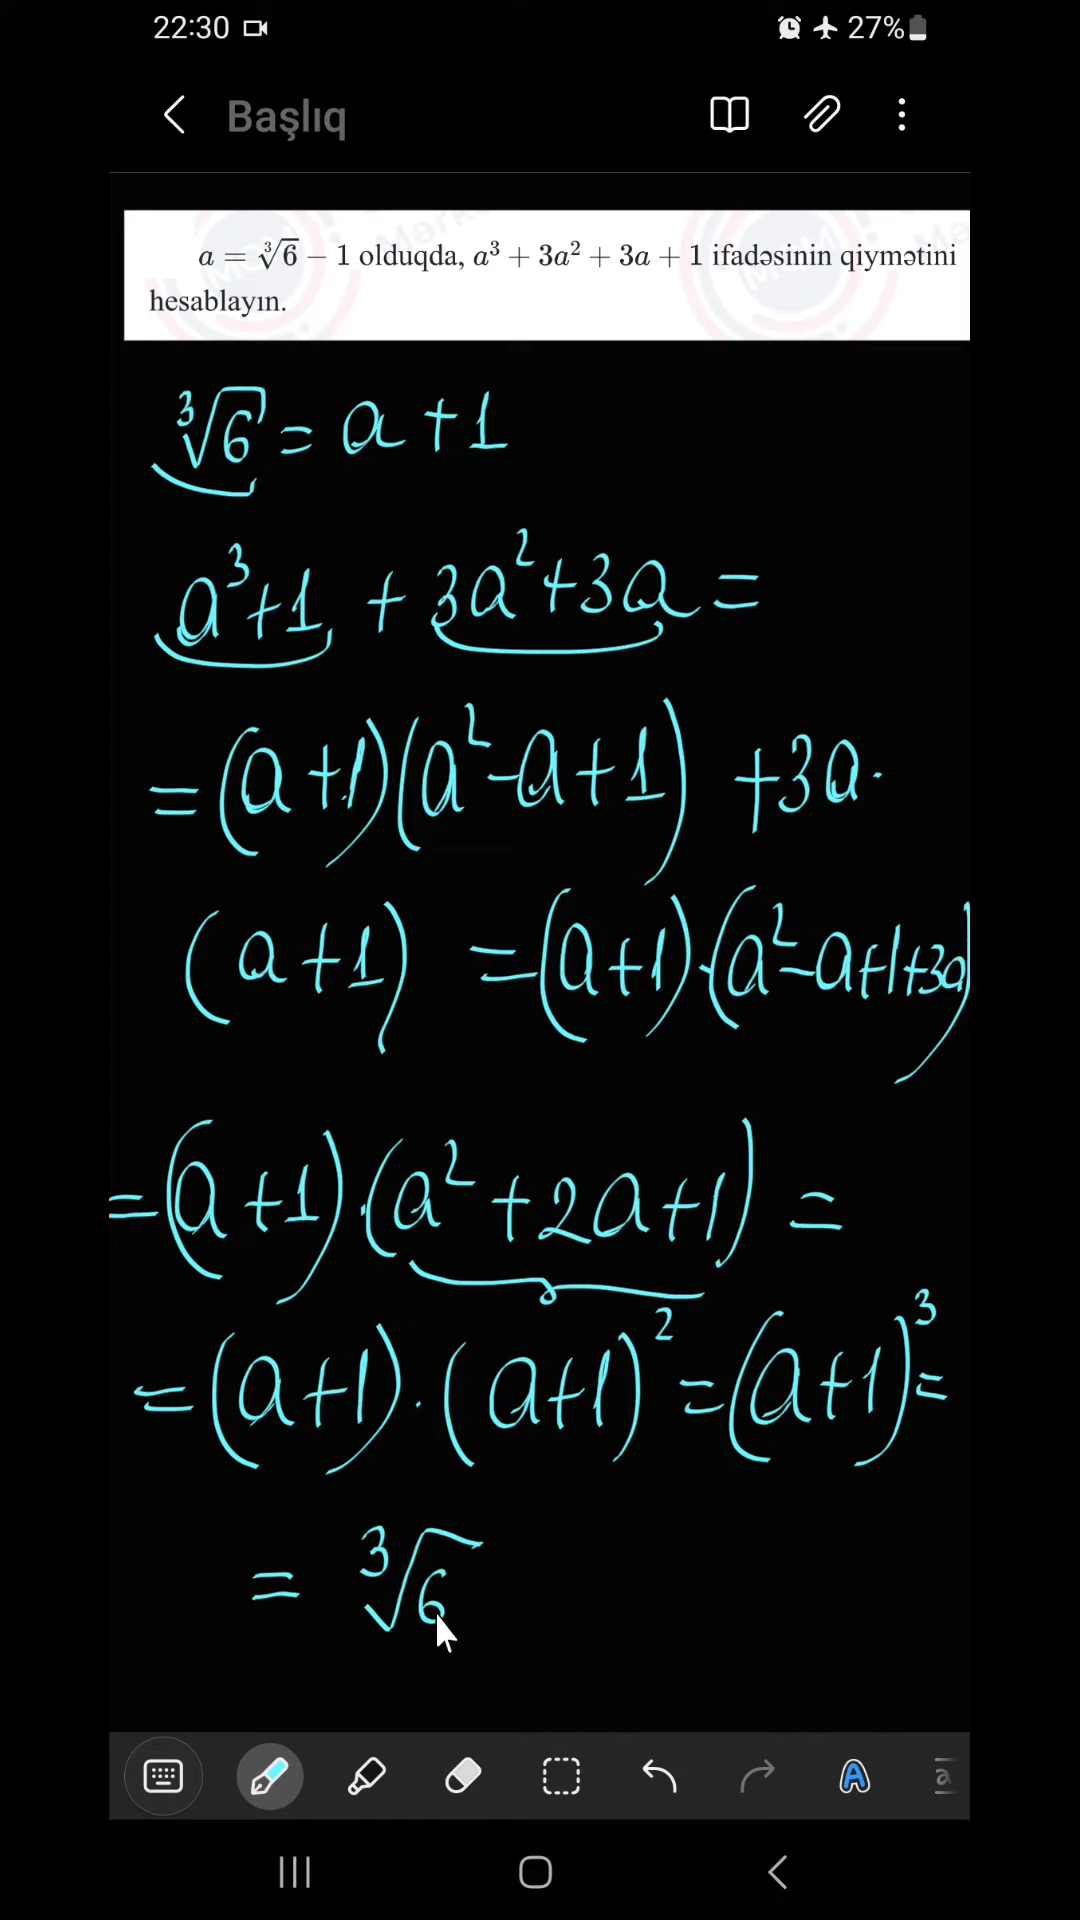 22:30 27%
Başlıq
a = ∛6 − 1 olduqda, a³ + 3a² + 3a + 1 ifadəsinin qiymətini
hesablayın.
∛6 = a + 1
a³+1 + 3a²+3a =
= (a+1)(a²-a+1) +3a·
(a+1) = (a+1)·(a²-a+1+3a)
= (a+1)·(a²+2a+1) =
= (a+1)·(a+1)² = (a+1)³ =
= ∛6
A a